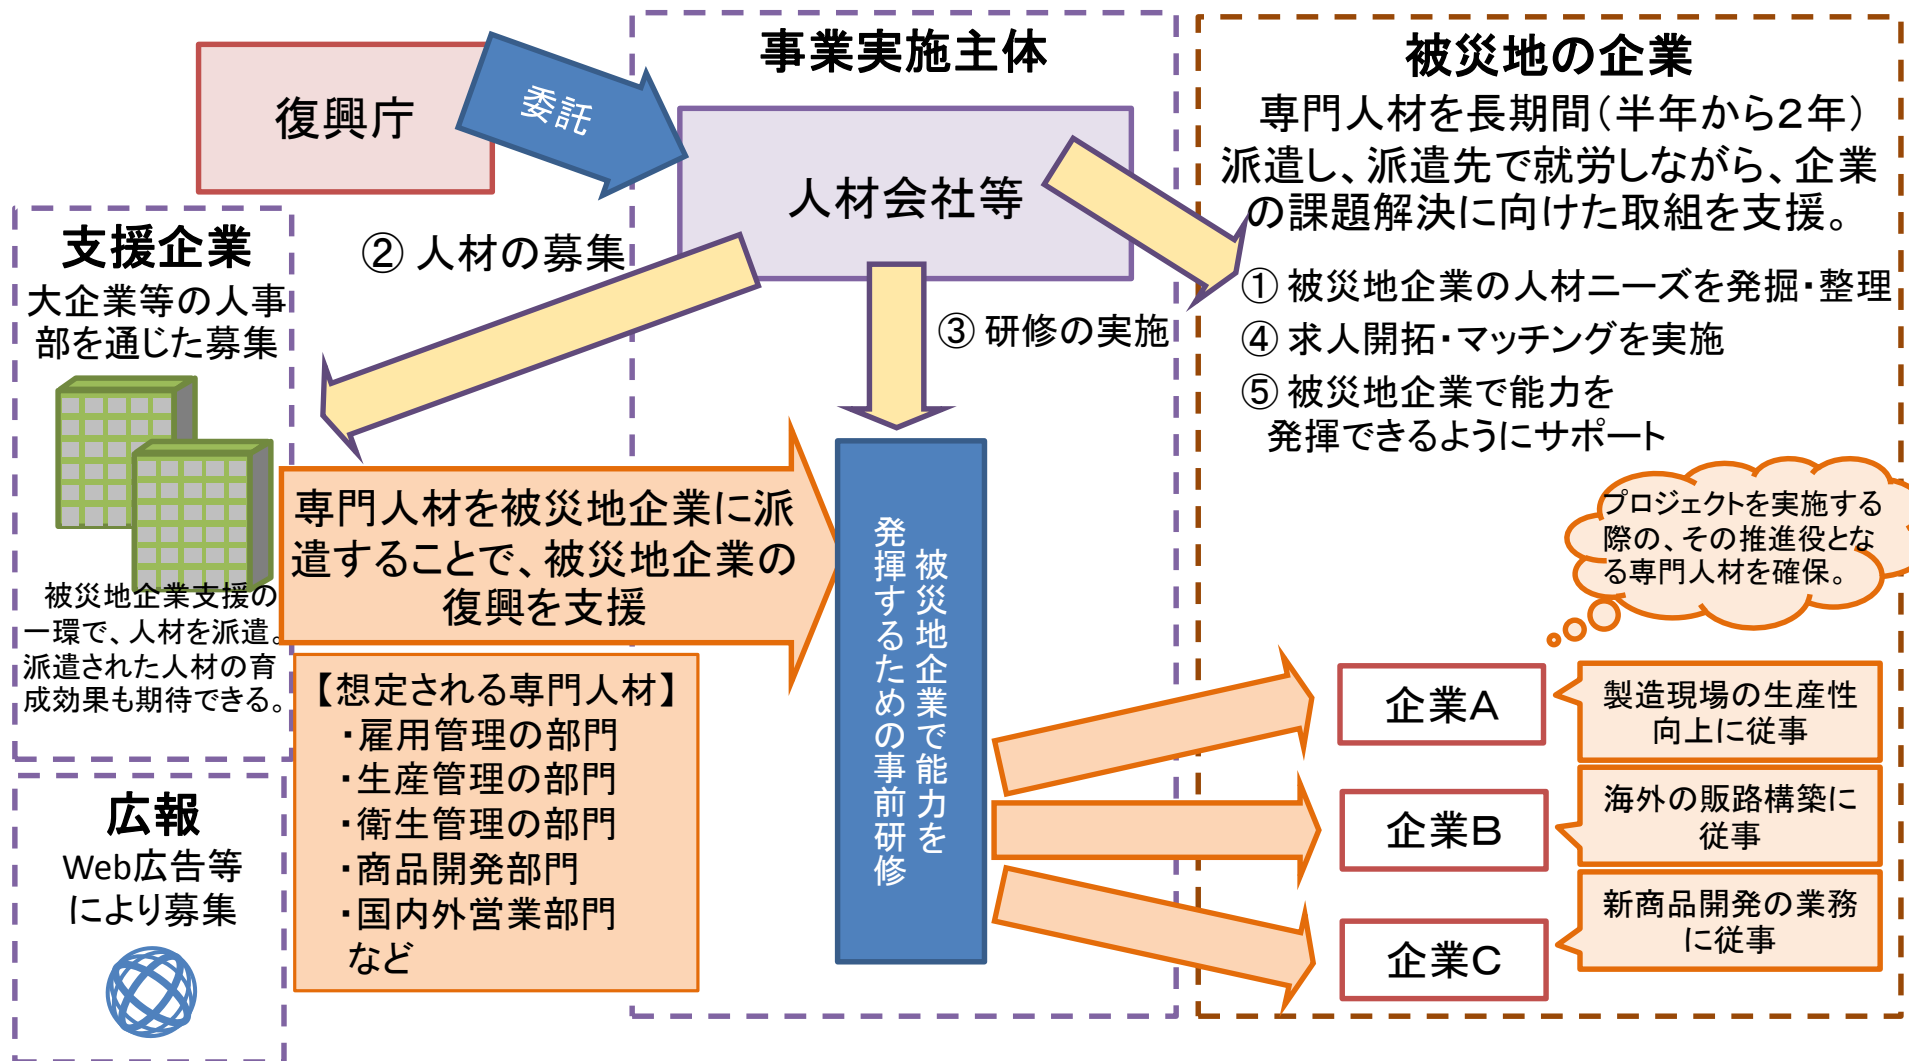 復興庁
委託
事業実施主体
人材会社等
② 人材の募集
③ 研修の実施
支援企業
大企業等の人事
部を通じた募集
被災地企業支援の
一環で、人材を派遣。
派遣された人材の育
成効果も期待できる。
広報
Web広告等
により募集
専門人材を被災地企業に派
遣することで、被災地企業の
復興を支援
【想定される専門人材】
・雇用管理の部門
・生産管理の部門
・衛生管理の部門
・商品開発部門
・国内外営業部門
など
被災地企業で能力を
発揮するための事前研修
被災地の企業
専門人材を長期間（半年から２年）
派遣し、派遣先で就労しながら、企業
の課題解決に向けた取組を支援。
① 被災地企業の人材ニーズを発掘・整理
④ 求人開拓・マッチングを実施
⑤ 被災地企業で能力を
発揮できるようにサポート
プロジェクトを実施する
際の、その推進役とな
る専門人材を確保。
企業Ａ
製造現場の生産性
向上に従事
企業Ｂ
海外の販路構築に
従事
企業Ｃ
新商品開発の業務
に従事